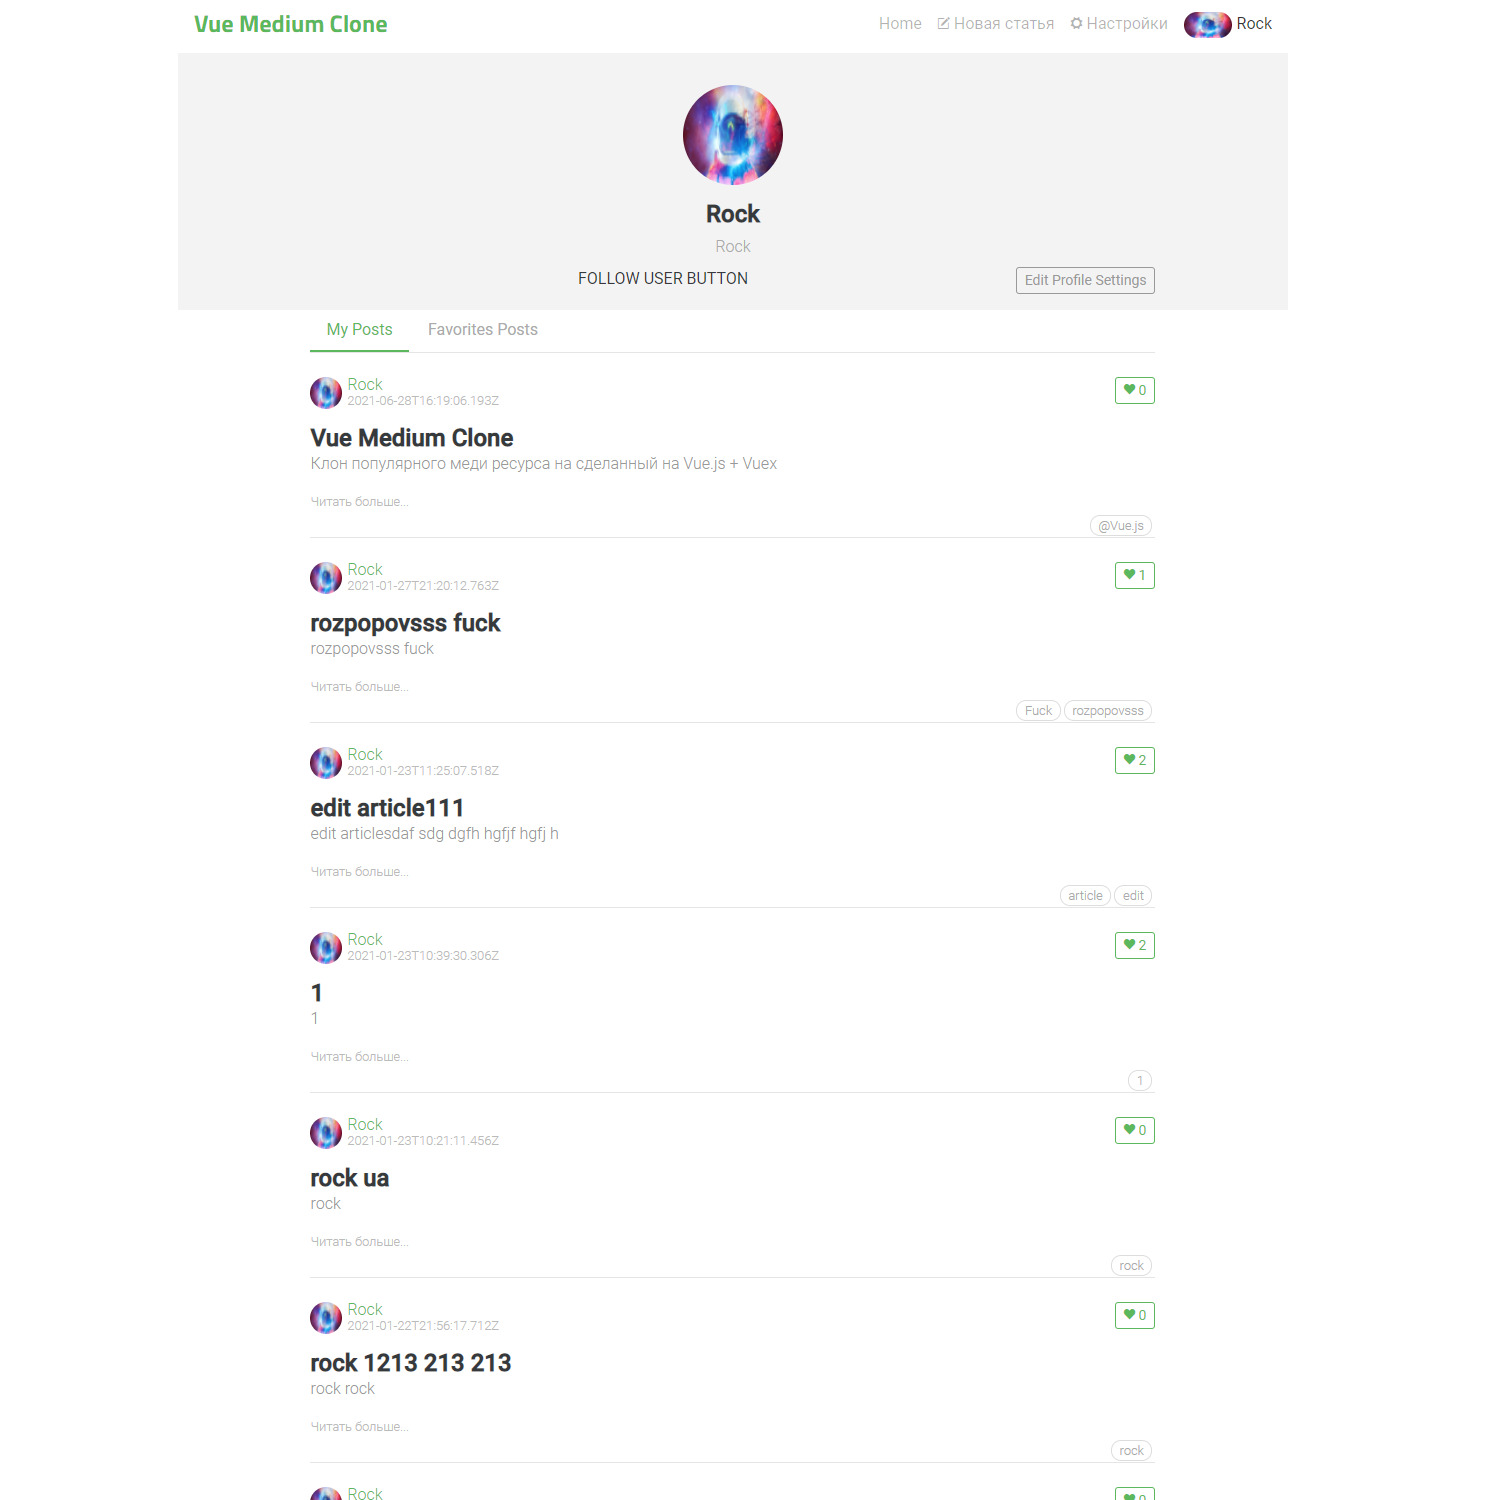 Vue Medium Clone
Home Новая статья Настройки Rock
Rock
Rock
FOLLOW USER BUTTON
Edit Profile Settings
My Posts Favorites Posts
Rock
2021-06-28T16:19:06.193Z
0
Vue Medium Clone
Клон популярного меди ресурса на сделанный на Vue.js + Vuex
Читать больше...
@Vue.js
Rock
2021-01-27T21:20:12.763Z
1
rozpopovsss fuck
rozpopovsss fuck
Читать больше...
Fuck rozpopovsss
Rock
2021-01-23T11:25:07.518Z
2
edit article111
edit articlesdaf sdg dgfh hgfjf hgfj h
Читать больше...
article edit
Rock
2021-01-23T10:39:30.306Z
2
1
1
Читать больше...
1
Rock
2021-01-23T10:21:11.456Z
0
rock ua
rock
Читать больше...
rock
Rock
2021-01-22T21:56:17.712Z
0
rock 1213 213 213
rock rock
Читать больше...
rock
Rock
0